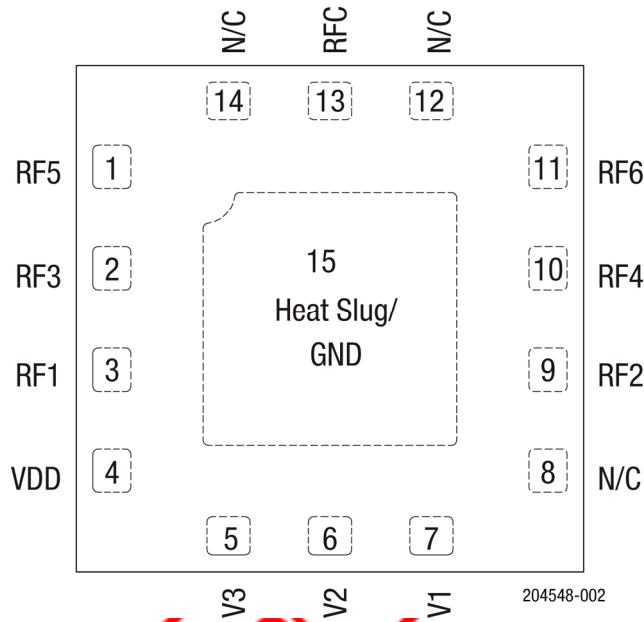 N/C RFC N/C
14 13 12
RF5 1 11 RF6
RF3 2 15 10 RF4
Heat Slug/
GND
RF1 3 9 RF2
VDD 4 8 N/C
5 6 7
V3 V2 V1
204548-002